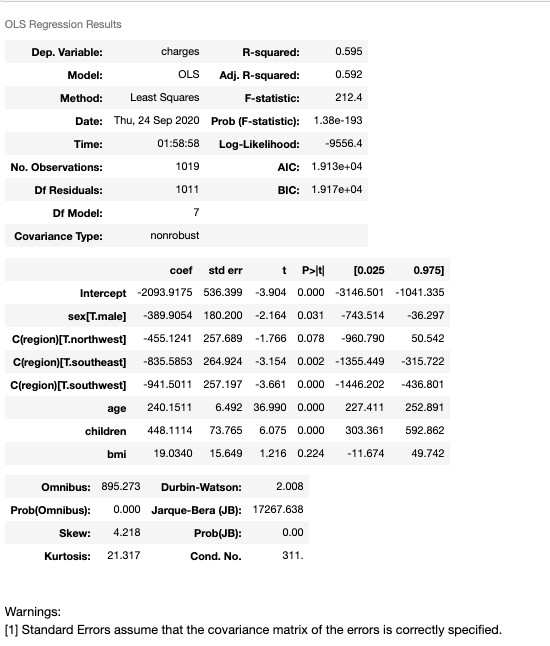 OLS Regression Results
Dep. Variable: charges R-squared: 0.595
Model: OLS Adj. R-squared: 0.592
Method: Least Squares F-statistic: 212.4
Date: Thu, 24 Sep 2020 Prob (F-statistic): 1.38e-193
Time: 01:58:58 Log-Likelihood: -9556.4
No. Observations: 1019 AIC: 1.913e+04
Df Residuals: 1011 BIC: 1.917e+04
Df Model: 7
Covariance Type: nonrobust
coef std err t P>|t| [0.025 0.975]
Intercept -2093.9175 536.399 -3.904 0.000 -3146.501 -1041.335
sex[T.male] -389.9054 180.200 -2.164 0.031 -743.514 -36.297
C(region)[T.northwest] -455.1241 257.689 -1.766 0.078 -960.790 50.542
C(region)[T.southeast] -835.5853 264.924 -3.154 0.002 -1355.449 -315.722
C(region)[T.southwest] -941.5011 257.197 -3.661 0.000 -1446.202 -436.801
age 240.1511 6.492 36.990 0.000 227.411 252.891
children 448.1114 73.765 6.075 0.000 303.361 592.862
bmi 19.0340 15.649 1.216 0.224 -11.674 49.742
Omnibus: 895.273 Durbin-Watson: 2.008
Prob(Omnibus): 0.000 Jarque-Bera (JB): 17267.638
Skew: 4.218 Prob(JB): 0.00
Kurtosis: 21.317 Cond. No. 311.
Warnings:
[1] Standard Errors assume that the covariance matrix of the errors is correctly specified.